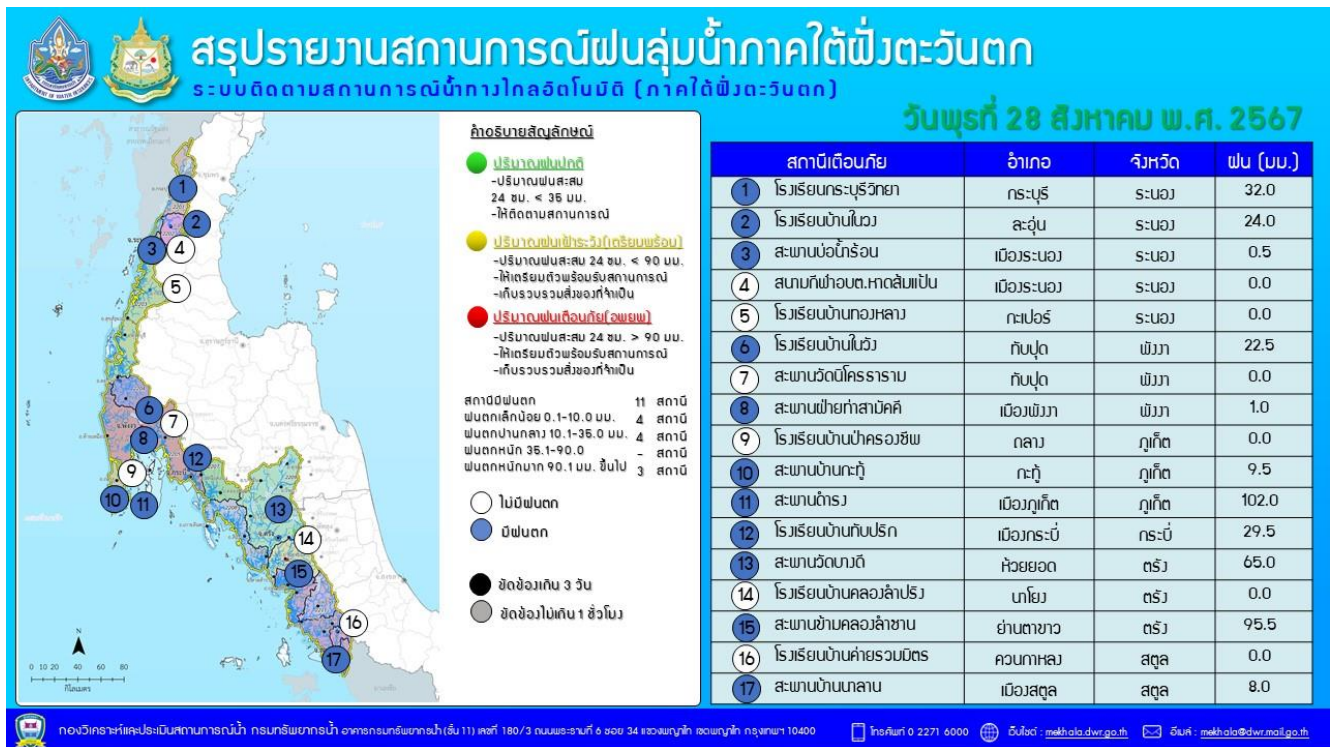 สรุปรายงานสถานการณ์ฝนลุ่มน้ำภาคใต้ฝั่งตะวันตก
ระบบติดตามสถานการณ์น้ำทางไกลอัตโนมัติ (ภาคใต้ฝั่งตะวันตก)
วันพุธที่ 28 สิงหาคม พ.ศ. 2567
คำอธิบายสัญลักษณ์
ปริมาณฝนปกติ
-ปริมาณฝนสะสม
24 ชม. < 35 มม.
-ให้ติดตามสถานการณ์
ปริมาณฝนเฝ้าระวัง(เตรียมพร้อม)
-ปริมาณฝนสะสม 24 ชม. < 90 มม.
-ให้เตรียมตัวพร้อมรับสถานการณ์
-เก็บรวบรวมสิ่งของที่จำเป็น
ปริมาณฝนเตือนภัย(อพยพ)
-ปริมาณฝนสะสม 24 ชม. > 90 มม.
-ให้เตรียมตัวพร้อมรับสถานการณ์
-เก็บรวบรวมสิ่งของที่จำเป็น
สถานีมีฝนตก 11 สถานี
ฝนตกเล็กน้อย 0.1-10.0 มม. 4 สถานี
ฝนตกปานกลาง 10.1-35.0 มม. 4 สถานี
ฝนตกหนัก 35.1-90.0 - สถานี
ฝนตกหนักมาก 90.1 มม. ขึ้นไป 3 สถานี
ไม่มีฝนตก
มีฝนตก
ขัดข้องเกิน 3 วัน
ขัดข้องไม่เกิน 1 ชั่วโมง
1
2
3 4
5
6
7
8
12
9
10 11
13
14
15
16
17
N
0 10 20 40 60 80
กิโลเมตร
สถานีเตือนภัย อำเภอ จังหวัด ฝน (มม.)
1 โรงเรียนกระบุรีวิทยา กระบุรี ระนอง 32.0
2 โรงเรียนบ้านในวง ละอุ่น ระนอง 24.0
3 สะพานบ่อน้ำร้อน เมืองระนอง ระนอง 0.5
4 สนามกีฬาอบต.หาดส้มแป้น เมืองระนอง ระนอง 0.0
5 โรงเรียนบ้านทองหลาง กะเปอร์ ระนอง 0.0
6 โรงเรียนบ้านในวัง ทับปุด พังงา 22.5
7 สะพานวัดนิโครธาราม ทับปุด พังงา 0.0
8 สะพานฝ่ายท่าสามัคคี เมืองพังงา พังงา 1.0
9 โรงเรียนบ้านป่าครองชีพ ถลาง ภูเก็ต 0.0
10 สะพานบ้านกะทู้ กะทู้ ภูเก็ต 9.5
11 สะพานดำรง เมืองภูเก็ต ภูเก็ต 102.0
12 โรงเรียนบ้านทับปริก เมืองกระบี่ กระบี่ 29.5
13 สะพานวัดบางดี ห้วยยอด ตรัง 65.0
14 โรงเรียนบ้านคลองลำปริง นาโยง ตรัง 0.0
15 สะพานข้ามคลองลำชาน ย่านตาขาว ตรัง 95.5
16 โรงเรียนบ้านค่ายรวมมิตร ควนกาหลง สตูล 0.0
17 สะพานบ้านนาลาน เมืองสตูล สตูล 8.0
กองวิเคราะห์และประเมินสถานการณ์น้ำ กรมทรัพยากรน้ำ อาคารกรมทรัพยากรน้ำ (ชั้น 11) เลขที่ 180/3 ถนนพระรามที่ 6 ซอย 34 แขวงพญาไท เขตพญาไท กรุงเทพฯ 10400 โทรศัพท์ 0 2271 6000 เว็บไซต์ : mekhala.dwr.go.th อีเมล์ : mekhala@dwr.mail.go.th